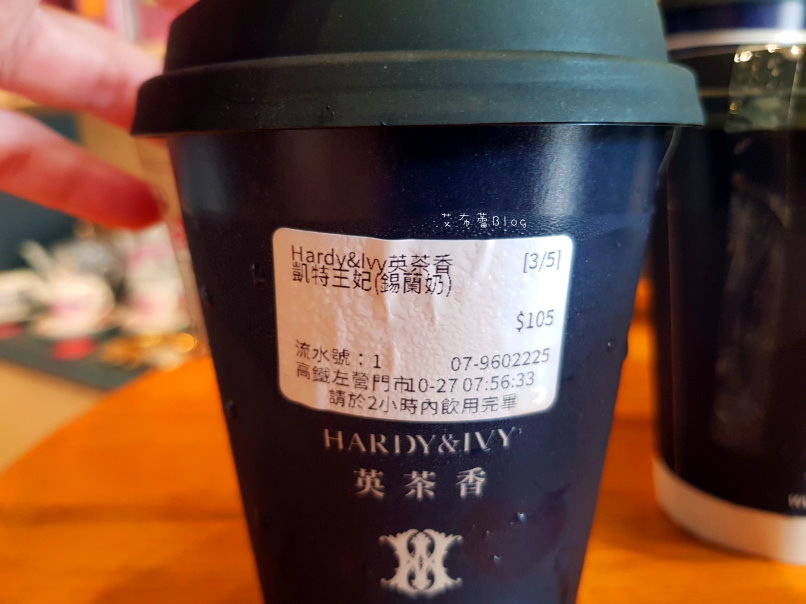 艾布蕾Blog
Hardy&Ivy英茶香 [3/5]
凱特王妃(錫蘭奶)
$105
流水號：1 07-9602225
高鐵左營門市10-27 07:56:33
請於2小時內飲用完畢
HARDY&IVY
英茶香